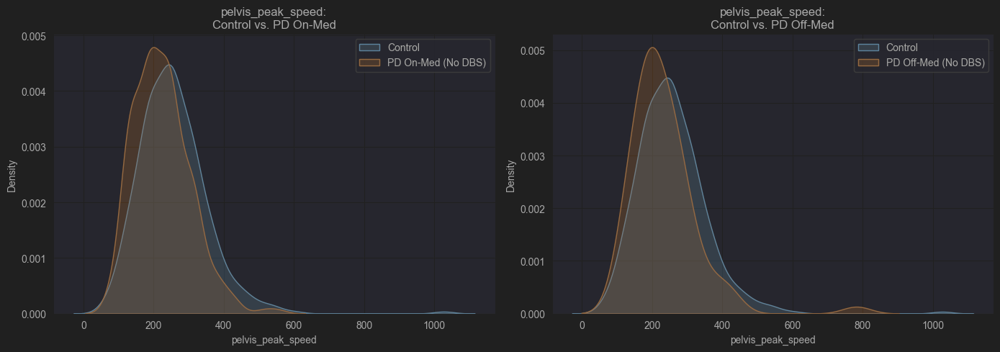 pelvis_peak_speed:
Control vs. PD On-Med
Control
PD On-Med (No DBS)
0.005
0.004
0.003
0.002
0.001
0.000
Density
0 200 400 600 800 1000
pelvis_peak_speed
pelvis_peak_speed:
Control vs. PD Off-Med
Control
PD Off-Med (No DBS)
0.005
0.004
0.003
0.002
0.001
0.000
Density
0 200 400 600 800 1000
pelvis_peak_speed